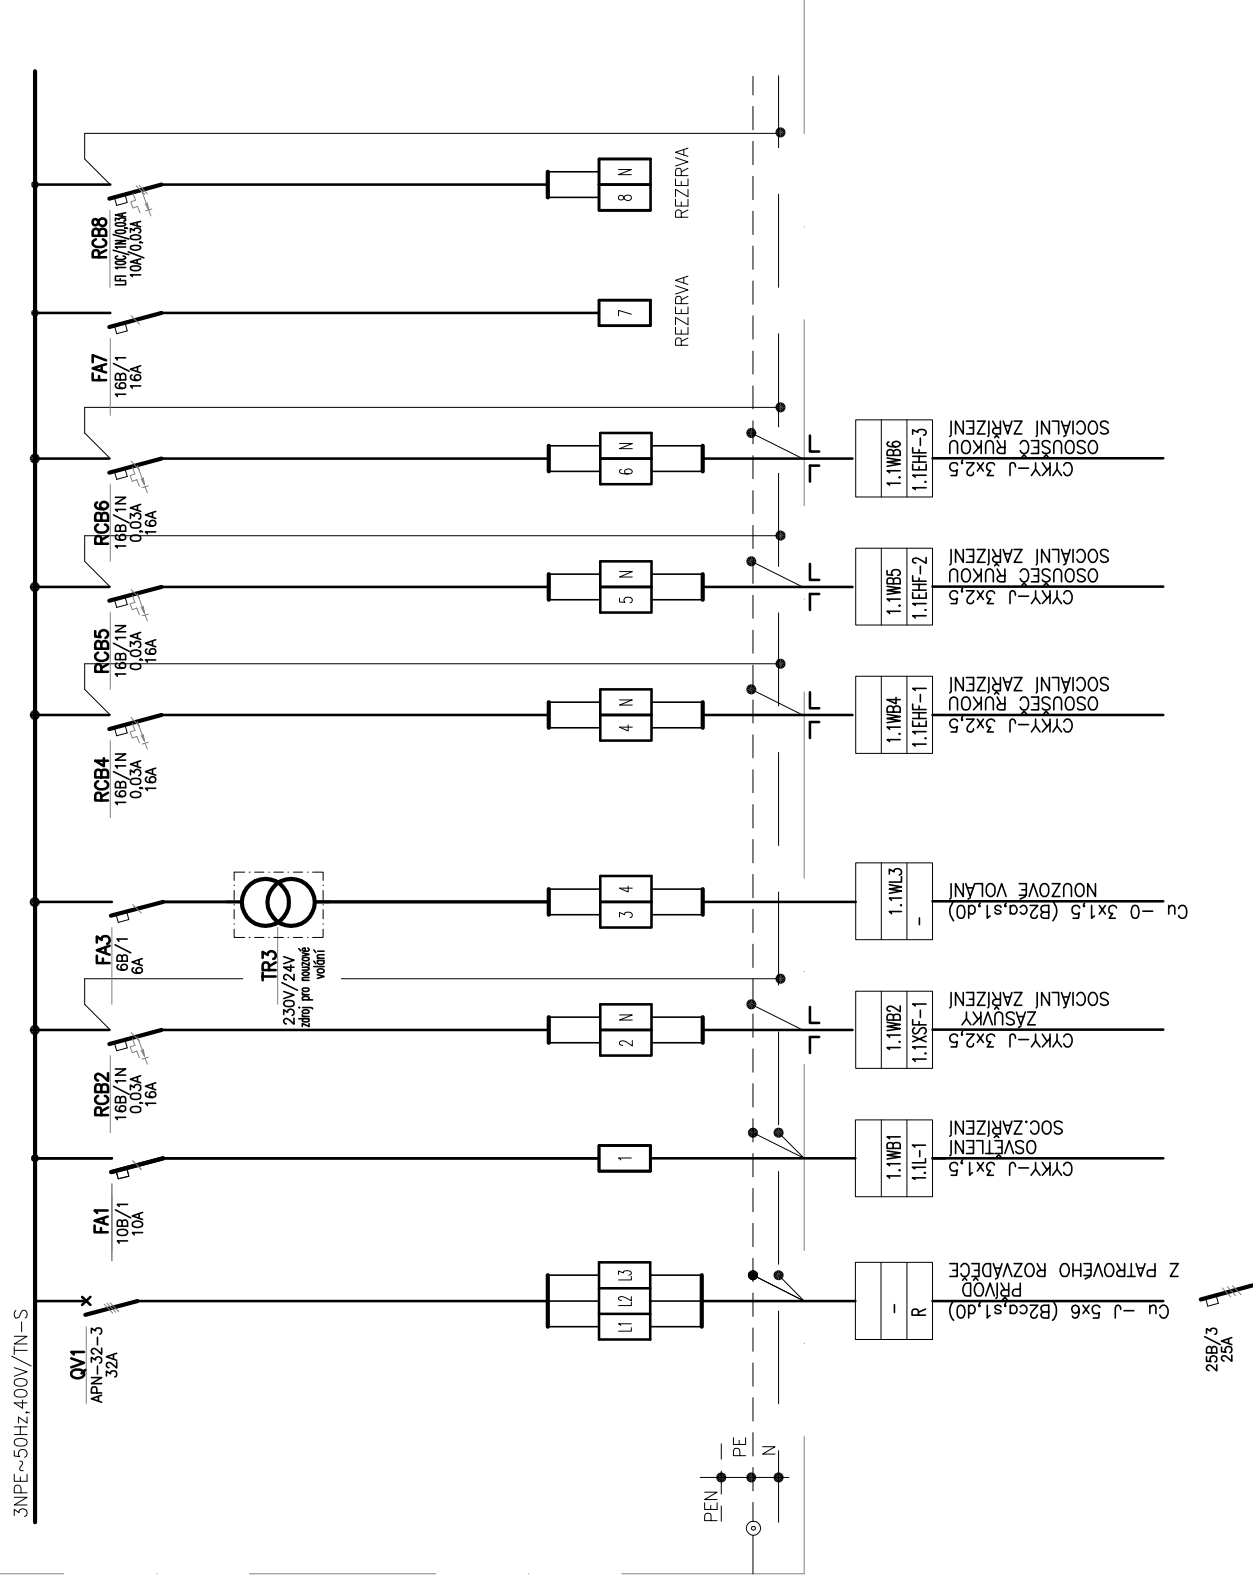 3NPE~50Hz,400V/TN-S
QV1
APN-32-3
32A
L1 L2 L3
-
R
Cu -J 5x6 (B2ca,s1,d0)
PŘÍVOD
Z PATROVÉHO ROZVADĚČE
25B/3
25A
PEN
PE
N
FA1
10B/1
10A
1
1.1WB1
1.1L-1
CYKY-J 3x1,5
OSVĚTLENÍ
SOC.ZAŘÍZENÍ
RCB2
16B/1N
0,03A
16A
2 N
1.1WB2
1.1XSF-1
CYKY-J 3x2,5
ZÁSUVKY
SOCIÁLNÍ ZAŘÍZENÍ
FA3
6B/1
6A
TR3
230V/24V
zdroj pro nouzové
volání
3 4
1.1WL3
-
Cu -O 3x1,5 (B2ca,s1,d0)
NOUZOVÉ VOLÁNÍ
RCB4
16B/1N
0,03A
16A
4 N
1.1WB4
1.1EHF-1
CYKY-J 3x2,5
OSOUŠEČ RUKOU
SOCIÁLNÍ ZAŘÍZENÍ
RCB5
16B/1N
0,03A
16A
5 N
1.1WB5
1.1EHF-2
CYKY-J 3x2,5
OSOUŠEČ RUKOU
SOCIÁLNÍ ZAŘÍZENÍ
RCB6
16B/1N
0,03A
16A
6 N
1.1WB6
1.1EHF-3
CYKY-J 3x2,5
OSOUŠEČ RUKOU
SOCIÁLNÍ ZAŘÍZENÍ
FA7
16B/1
16A
7
REZERVA
RCB8
LFI 10C/1N/0,03A
10A/0,03A
8 N
REZERVA